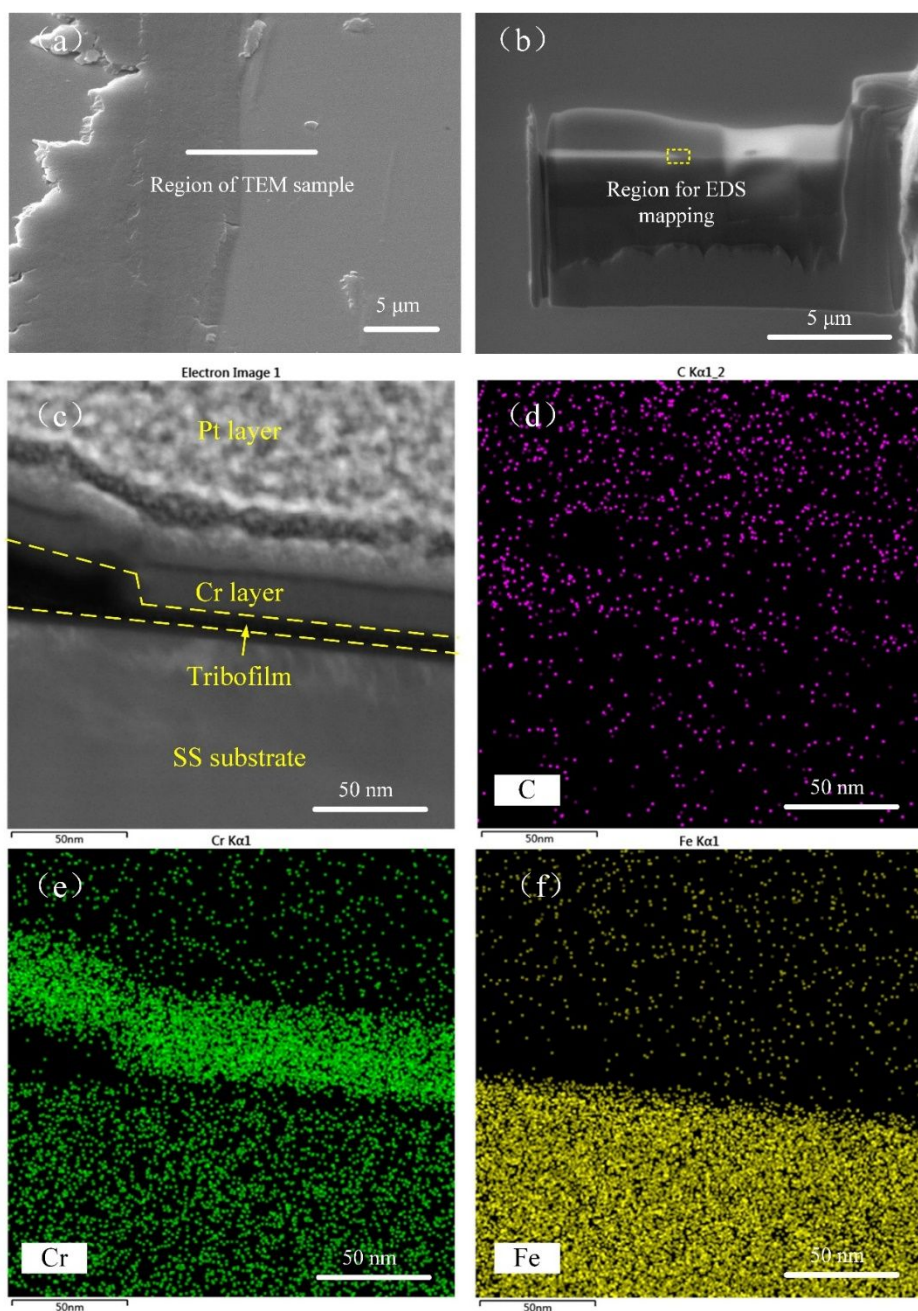 （a）
Region of TEM sample
5 μm
（b）
Region for EDS
mapping
5 μm
Electron Image 1
（c）
Pt layer
Cr layer
Tribofilm
SS substrate
50 nm
50nm
C Kα1_2
（d）
C
50 nm
Cr Kα1
（e）
Cr
50 nm
50nm
Fe Kα1
（f）
Fe
50 nm
50nm